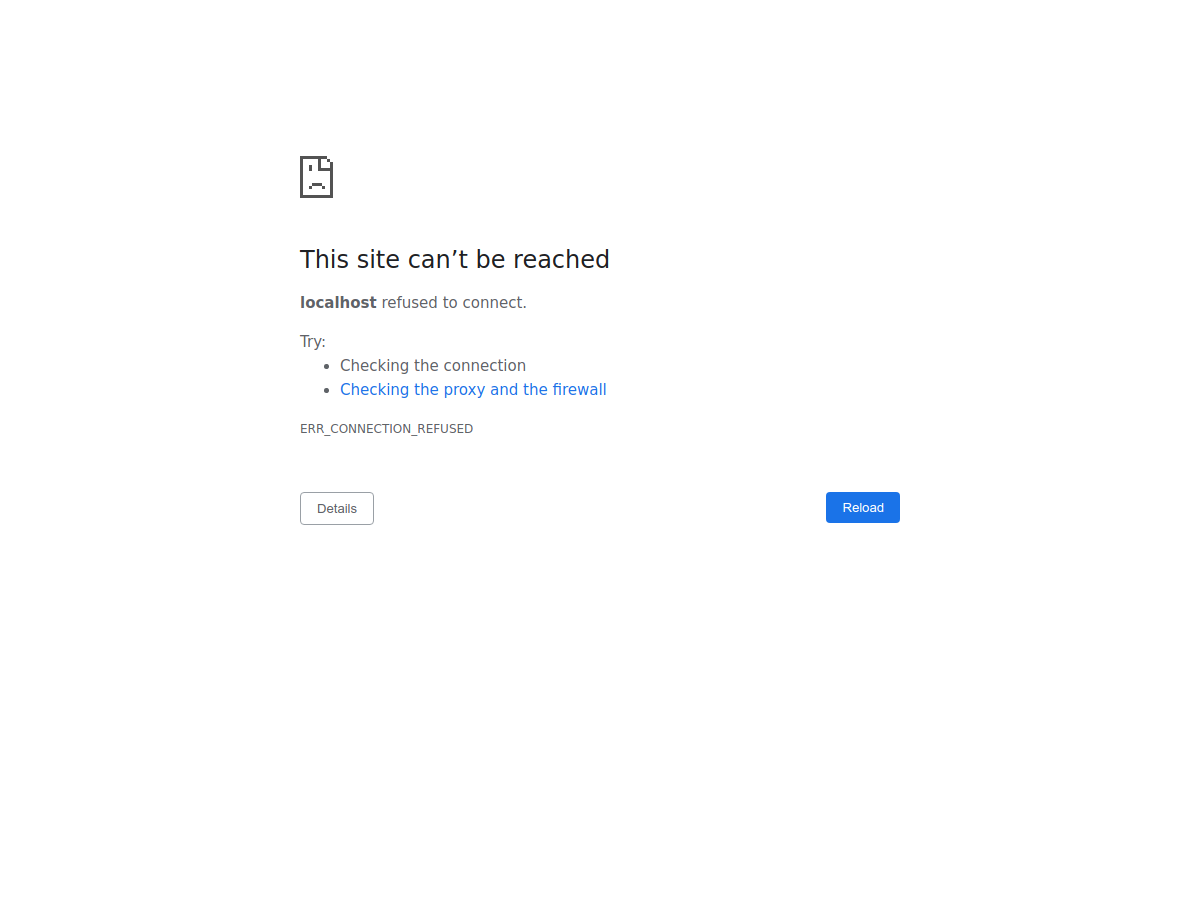 This site can’t be reached
localhost refused to connect.
Try:
Checking the connection
Checking the proxy and the firewall
ERR_CONNECTION_REFUSED
Details
Reload